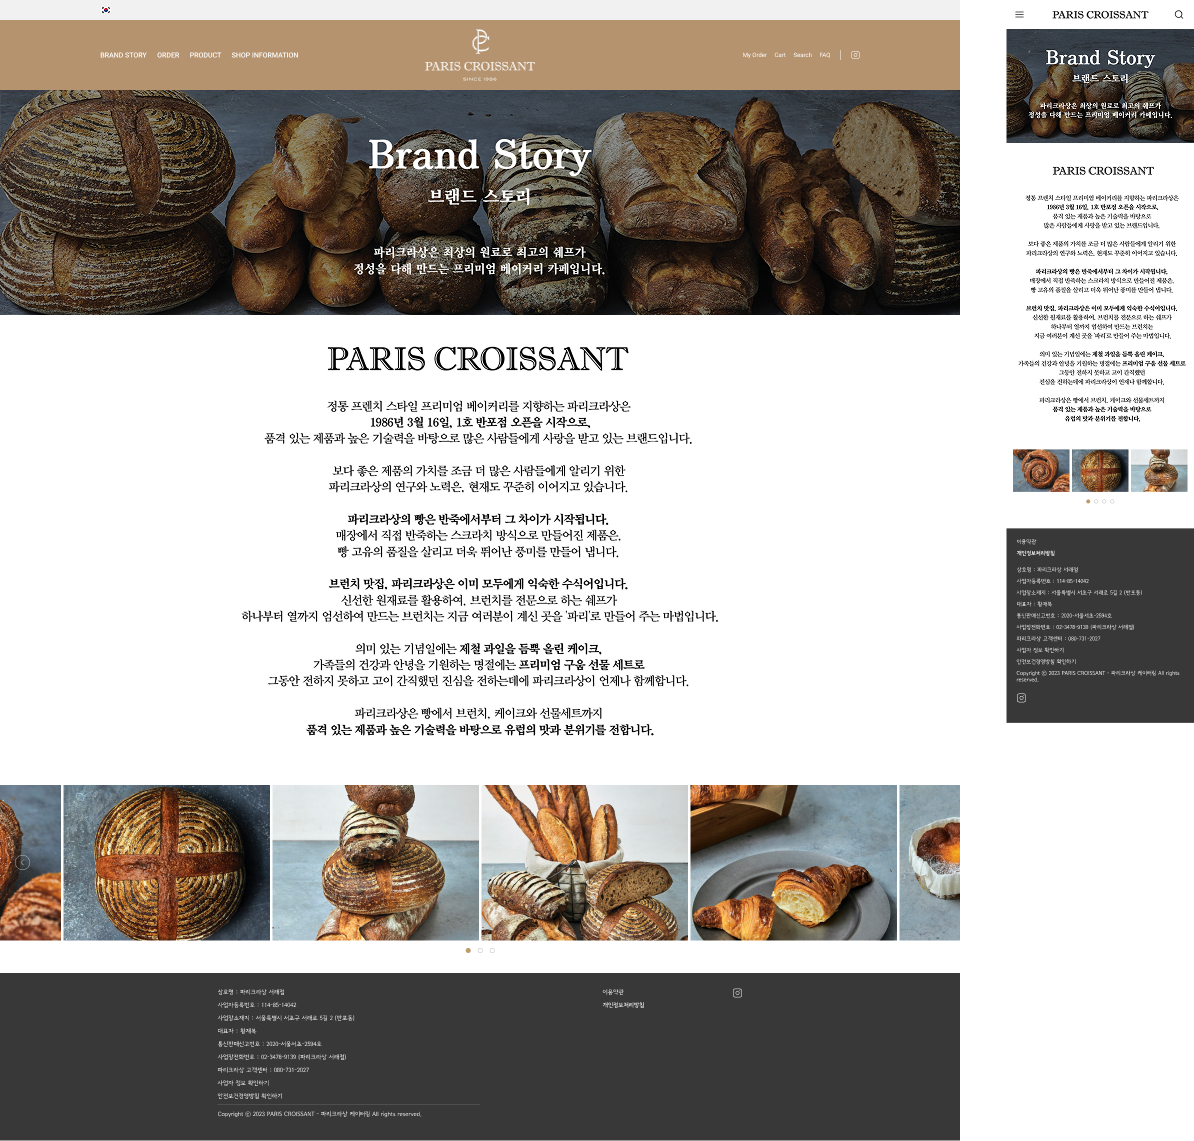 BRAND STORY ORDER PRODUCT SHOP INFORMATION
PARIS CROISSANT
SINCE 1986
My Order Cart Search FAQ
Brand Story
브랜드 스토리
파리크라상은 최상의 원료로 최고의 쉐프가
정성을 다해 만드는 프리미엄 베이커리 카페입니다.
PARIS CROISSANT
정통 프렌치 스타일 프리미엄 베이커리를 지향하는 파리크라상은
1986년 3월 16일, 1호 반포점 오픈을 시작으로,
품격 있는 제품과 높은 기술력을 바탕으로 많은 사람들에게 사랑을 받고 있는 브랜드입니다.
보다 좋은 제품의 가치를 조금 더 많은 사람들에게 알리기 위한
파리크라상의 연구와 노력은, 현재도 꾸준히 이어지고 있습니다.
파리크라상의 빵은 반죽에서부터 그 차이가 시작됩니다.
매장에서 직접 반죽하는 스크라치 방식으로 만들어진 제품은,
빵 고유의 품질을 살리고 더욱 뛰어난 풍미를 만들어 냅니다.
브런치 맛집, 파리크라상은 이미 모두에게 익숙한 수식어입니다.
신선한 원재료를 활용하여, 브런치를 전문으로 하는 쉐프가
하나부터 열까지 엄선하여 만드는 브런치는 지금 여러분이 계신 곳을 '파리'로 만들어 주는 마법입니다.
의미 있는 기념일에는 제철 과일을 듬뿍 올린 케이크,
가족들의 건강과 안녕을 기원하는 명절에는 프리미엄 구움 선물 세트로
그동안 전하지 못하고 고이 간직했던 진심을 전하는데에 파리크라상이 언제나 함께합니다.
파리크라상은 빵에서 브런치, 케이크와 선물세트까지
품격 있는 제품과 높은 기술력을 바탕으로 유럽의 맛과 분위기를 전합니다.
상호명 : 파리크라상 서래점
사업자등록번호 : 114-85-14042
사업장소재지 : 서울특별시 서초구 서래로 5길 2 (반포동)
대표자 : 황재복
통신판매신고번호 : 2020-서울서초-2594호
사업장전화번호 : 02-3478-9139 (파리크라상 서래점)
파리크라상 고객센터 : 080-731-2027
사업자 정보 확인하기
안전보건경영방침 확인하기
Copyright ⓒ 2023 PARIS CROISSANT - 파리크라상 케이터링 All rights reserved.
이용약관
개인정보처리방침
PARIS CROISSANT
Brand Story
브랜드 스토리
파리크라상은 최상의 원료로 최고의 쉐프가
정성을 다해 만드는 프리미엄 베이커리 카페입니다.
PARIS CROISSANT
정통 프렌치 스타일 프리미엄 베이커리를 지향하는 파리크라상은
1986년 3월 16일, 1호 반포점 오픈을 시작으로,
품격 있는 제품과 높은 기술력을 바탕으로
많은 사람들에게 사랑을 받고 있는 브랜드입니다.
보다 좋은 제품의 가치를 조금 더 많은 사람들에게 알리기 위한
파리크라상의 연구와 노력은, 현재도 꾸준히 이어지고 있습니다.
파리크라상의 빵은 반죽에서부터 그 차이가 시작됩니다.
매장에서 직접 반죽하는 스크라치 방식으로 만들어진 제품은,
빵 고유의 품질을 살리고 더욱 뛰어난 풍미를 만들어 냅니다.
브런치 맛집, 파리크라상은 이미 모두에게 익숙한 수식어입니다.
신선한 원재료를 활용하여, 브런치를 전문으로 하는 쉐프가
하나부터 열까지 엄선하여 만드는 브런치는
지금 여러분이 계신 곳을 '파리'로 만들어 주는 마법입니다.
의미 있는 기념일에는 제철 과일을 듬뿍 올린 케이크,
가족들의 건강과 안녕을 기원하는 명절에는 프리미엄 구움 선물 세트로
그동안 전하지 못하고 고이 간직했던
진심을 전하는데에 파리크라상이 언제나 함께합니다.
파리크라상은 빵에서 브런치, 케이크와 선물세트까지
품격 있는 제품과 높은 기술력을 바탕으로
유럽의 맛과 분위기를 전합니다.
이용약관
개인정보처리방침
상호명 : 파리크라상 서래점
사업자등록번호 : 114-85-14042
사업장소재지 : 서울특별시 서초구 서래로 5길 2 (반포동)
대표자 : 황재복
통신판매신고번호 : 2020-서울서초-2594호
사업장전화번호 : 02-3478-9139 (파리크라상 서래점)
파리크라상 고객센터 : 080-731-2027
사업자 정보 확인하기
안전보건경영방침 확인하기
Copyright ⓒ 2023 PARIS CROISSANT - 파리크라상 케이터링 All rights
reserved.